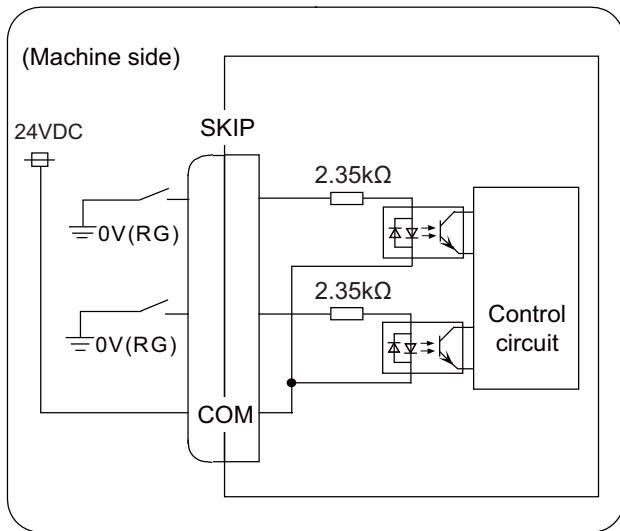 (Machine side)
24VDC
SKIP
2.35kΩ
0V(RG)
2.35kΩ
0V(RG)
Control
circuit
COM